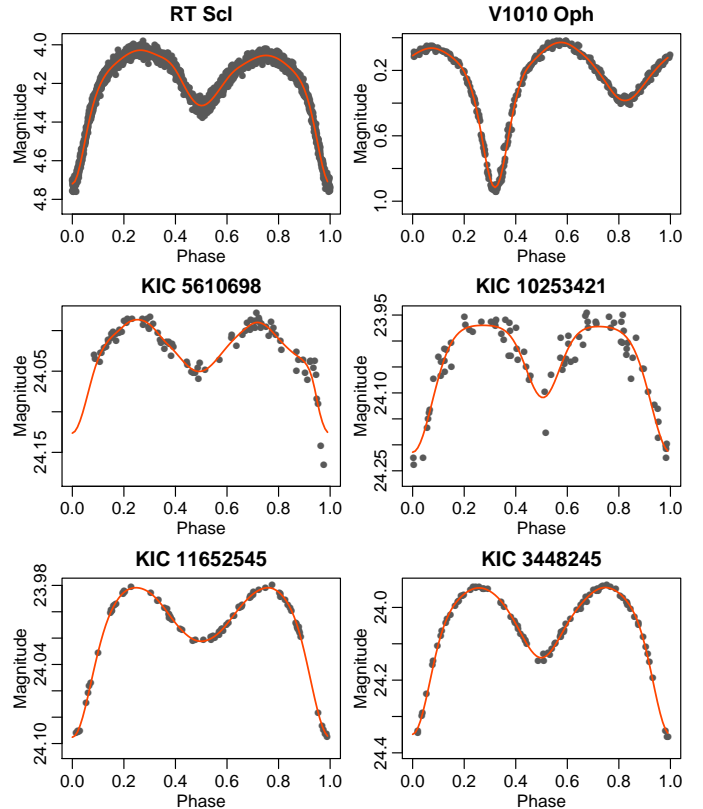 RT Scl
V1010 Oph
Magnitude
4.0
4.2
4.4
4.6
4.8
0.0 0.2 0.4 0.6 0.8 1.0
Phase
Magnitude
0.2
0.6
1.0
0.0 0.2 0.4 0.6 0.8 1.0
Phase
KIC 5610698
KIC 10253421
Magnitude
24.05
24.15
0.0 0.2 0.4 0.6 0.8 1.0
Phase
Magnitude
23.95
24.10
24.25
0.0 0.2 0.4 0.6 0.8 1.0
Phase
KIC 11652545
KIC 3448245
Magnitude
23.98
24.04
24.10
0.0 0.2 0.4 0.6 0.8 1.0
Phase
Magnitude
24.0
24.2
24.4
0.0 0.2 0.4 0.6 0.8 1.0
Phase